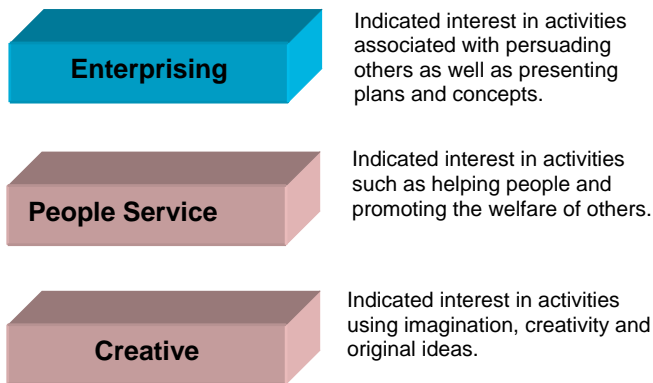 Enterprising
Indicated interest in activities
associated with persuading
others as well as presenting
plans and concepts.
People Service
Indicated interest in activities
such as helping people and
promoting the welfare of others.
Creative
Indicated interest in activities
using imagination, creativity and
original ideas.